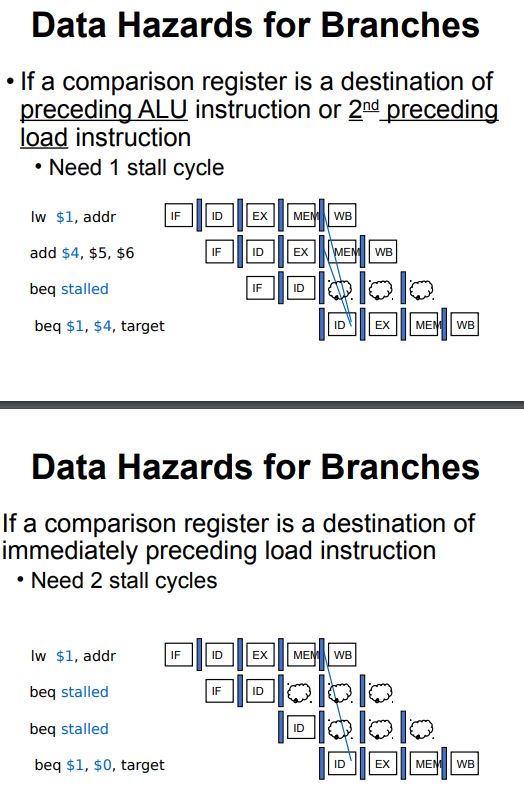 Data Hazards for Branches
• If a comparison register is a destination of
preceding ALU instruction or 2nd preceding
load instruction
• Need 1 stall cycle
lw $1, addr IF ID EX MEM WB
add $4, $5, $6 IF ID EX MEM WB
beq stalled IF ID
beq $1, $4, target ID EX MEM WB
Data Hazards for Branches
If a comparison register is a destination of
immediately preceding load instruction
• Need 2 stall cycles
lw $1, addr IF ID EX MEM WB
beq stalled IF ID
beq stalled ID
beq $1, $0, target ID EX MEM WB